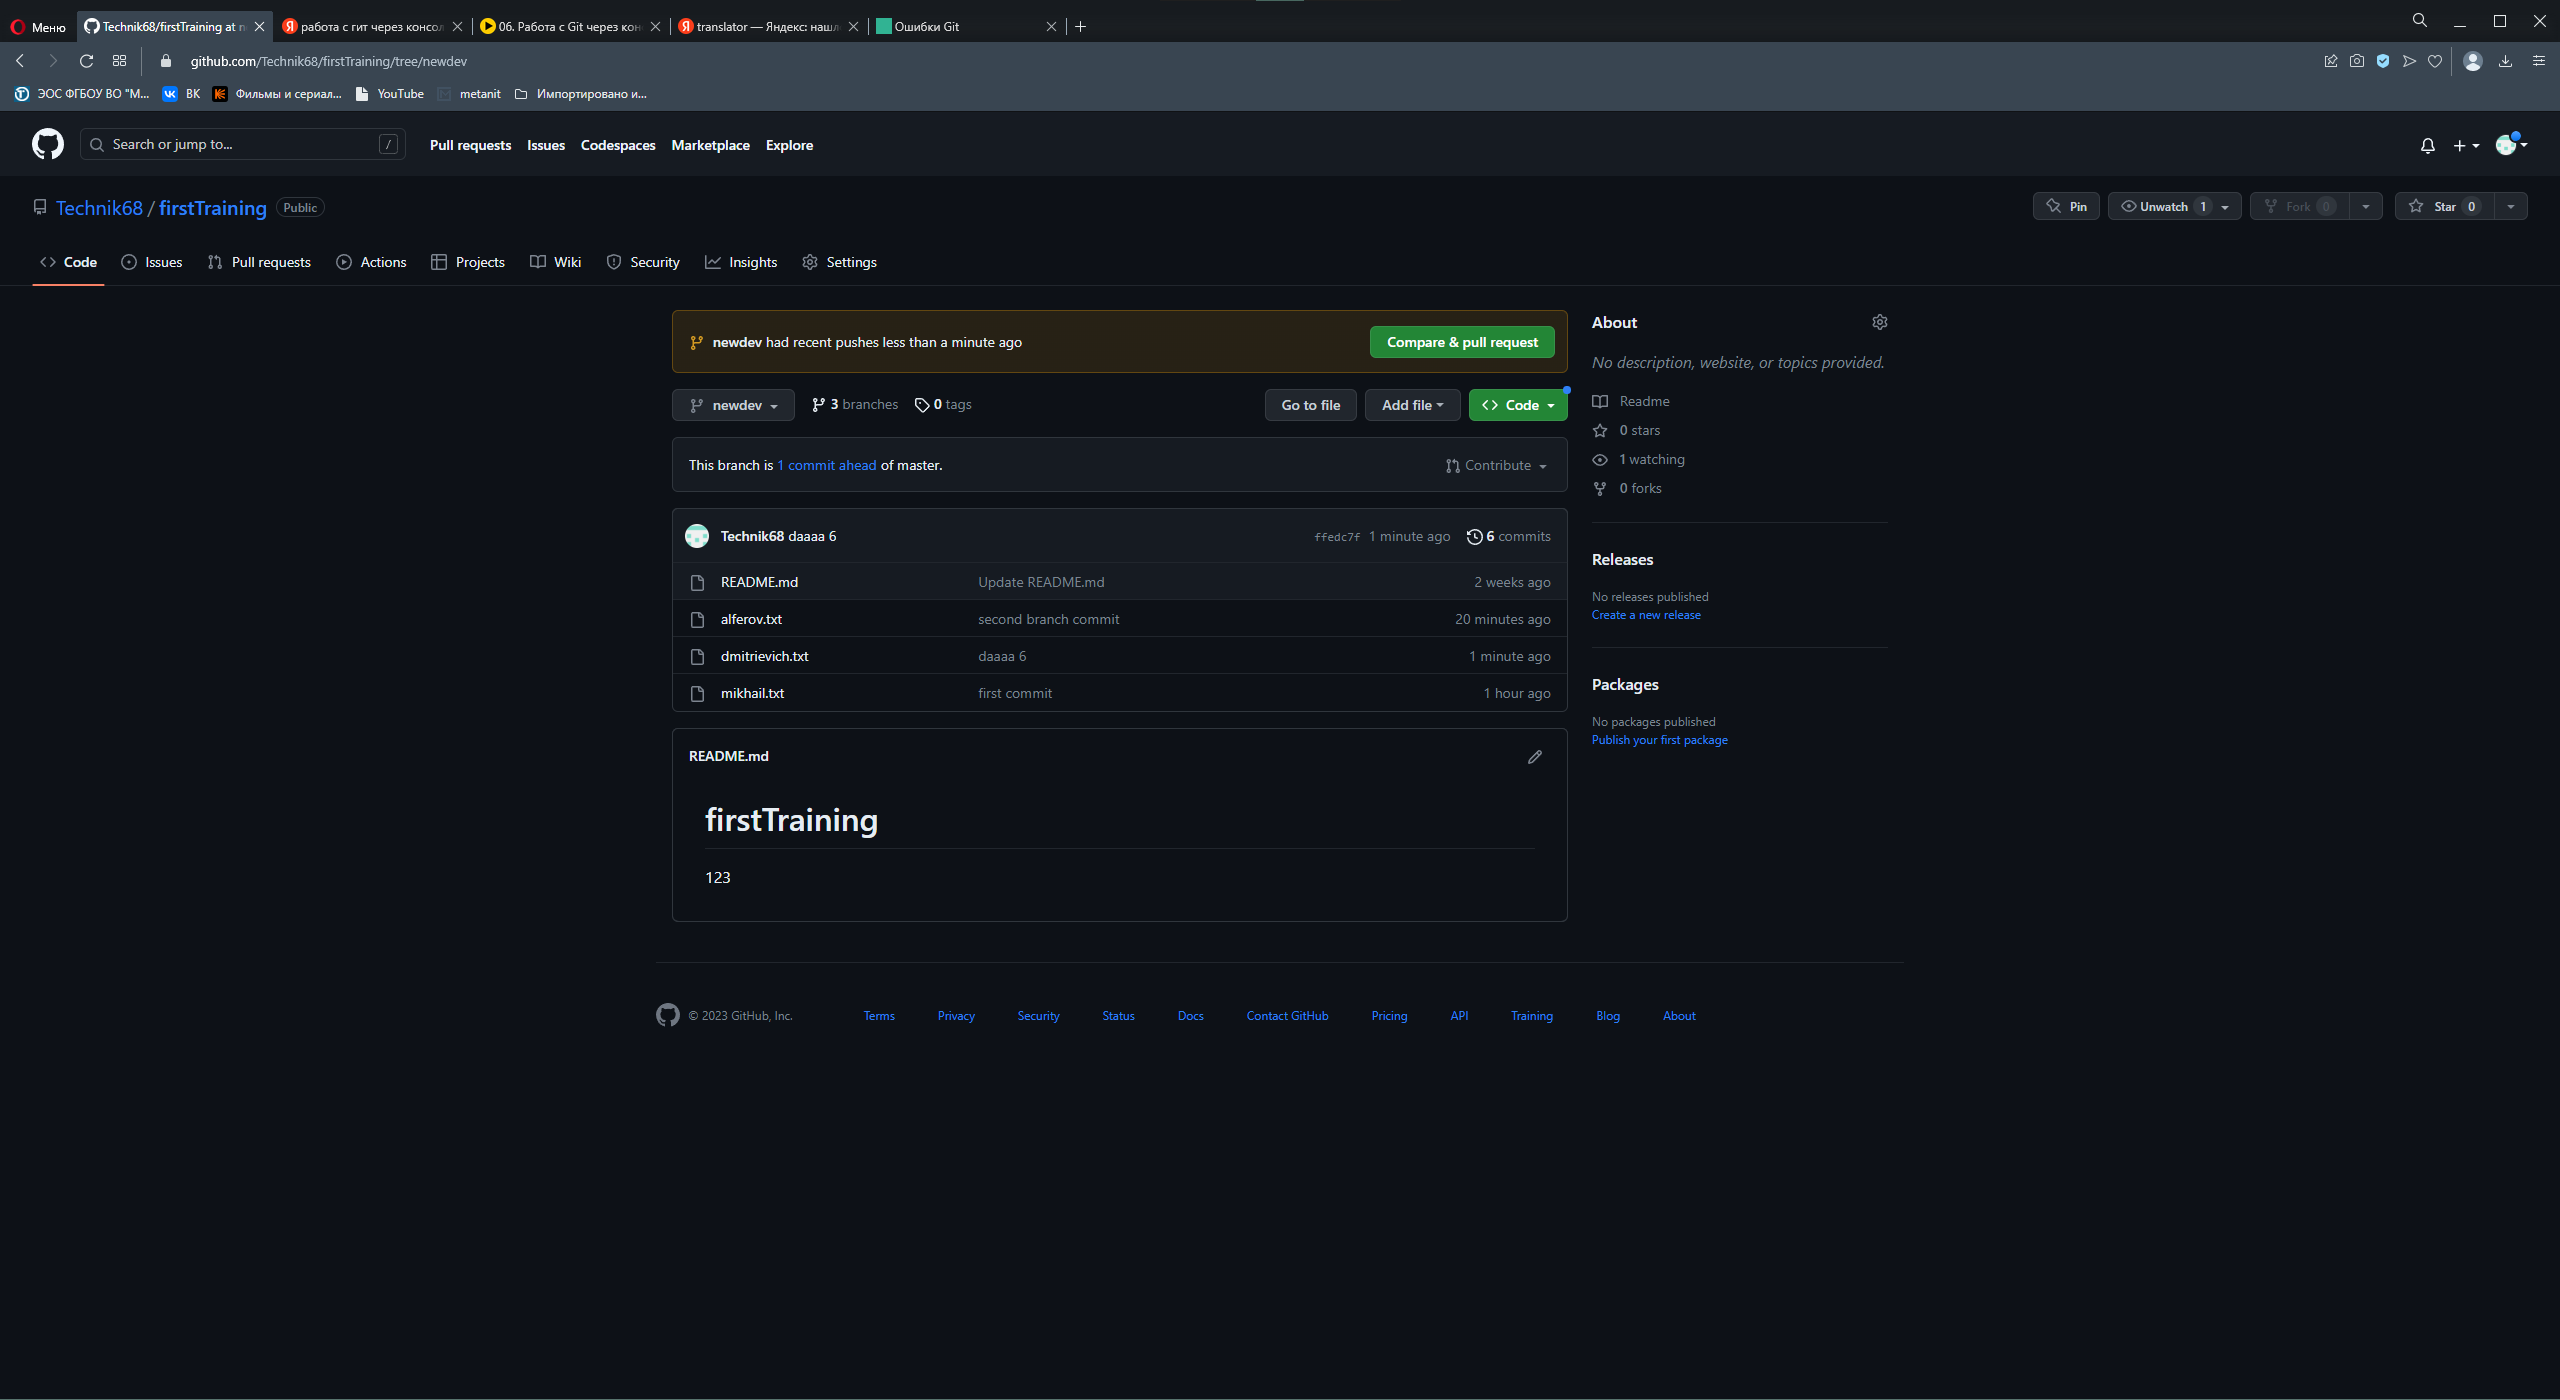 Меню
Technik68/firstTraining at n
работа с гит через консол
06. Работа с Git через кон
translator — Яндекс: нашл
Ошибки Git
github.com/Technik68/firstTraining/tree/newdev
ЭОС ФГБОУ ВО "М...
ВК
Фильмы и сериал...
YouTube
metanit
Импортировано и...
Search or jump to...
/
Pull requests
Issues
Codespaces
Marketplace
Explore
Technik68 / firstTraining
Public
Pin
Unwatch 1
Fork 0
Star 0
Code
Issues
Pull requests
Actions
Projects
Wiki
Security
Insights
Settings
newdev had recent pushes less than a minute ago
Compare & pull request
newdev
3 branches
0 tags
Go to file
Add file
Code
This branch is 1 commit ahead of master.
Contribute
Technik68 daaaa 6
ffedc7f 1 minute ago
6 commits
README.md Update README.md 2 weeks ago
alferov.txt second branch commit 20 minutes ago
dmitrievich.txt daaaa 6 1 minute ago
mikhail.txt first commit 1 hour ago
README.md
firstTraining
123
About
No description, website, or topics provided.
Readme
0 stars
1 watching
0 forks
Releases
No releases published
Create a new release
Packages
No packages published
Publish your first package
© 2023 GitHub, Inc.
Terms
Privacy
Security
Status
Docs
Contact GitHub
Pricing
API
Training
Blog
About